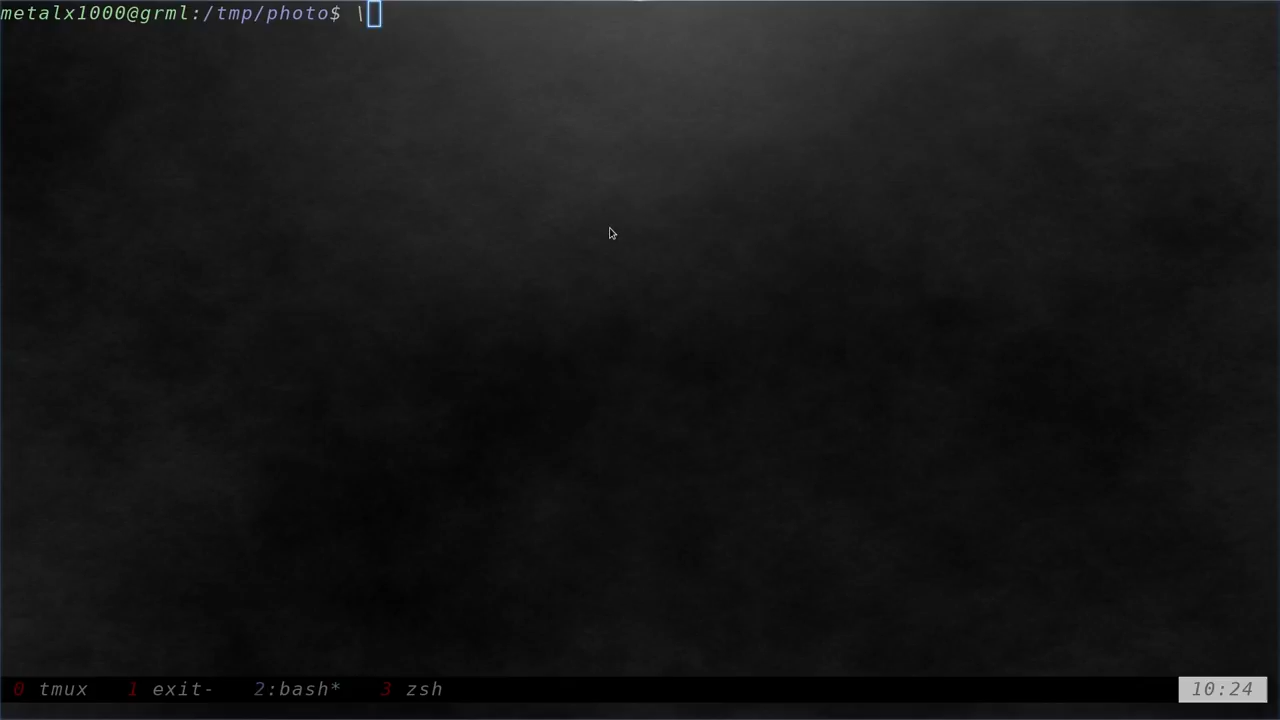 metalx1000@grml:/tmp/photo$ \
0 tmux 1 exit- 2:bash* 3 zsh 10:24